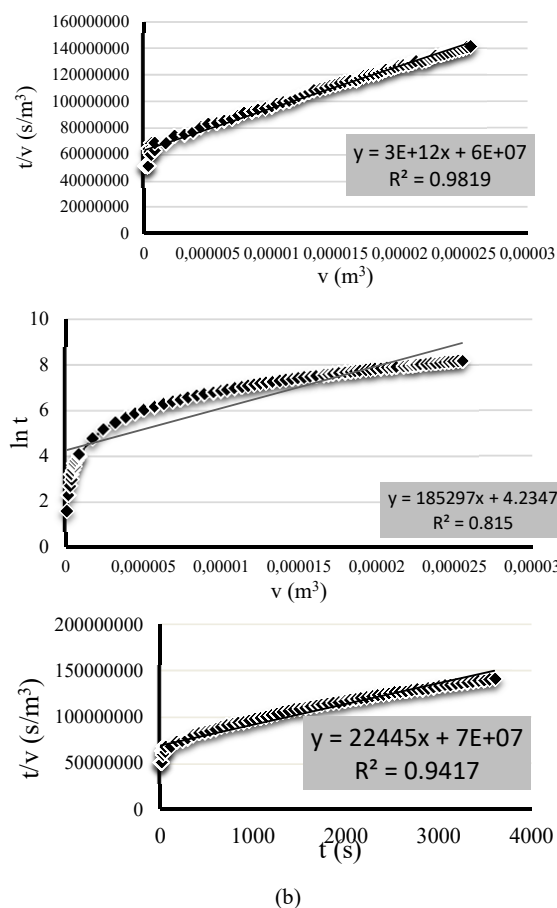 160000000
140000000
120000000
100000000
80000000
60000000
40000000
20000000
0
t/v (s/m³)
y = 3E+12x + 6E+07
R² = 0.9819
0 0,000005 0,00001 0,000015 0,00002 0,000025 0,00003
v (m³)
10
8
6
4
2
0
ln t
y = 185297x + 4.2347
R² = 0.815
0 0,000005 0,00001 0,000015 0,00002 0,000025 0,00003
v (m³)
200000000
150000000
100000000
50000000
0
t/v (s/m³)
y = 22445x + 7E+07
R² = 0.9417
0 1000 2000 3000 4000
t (s)
(b)